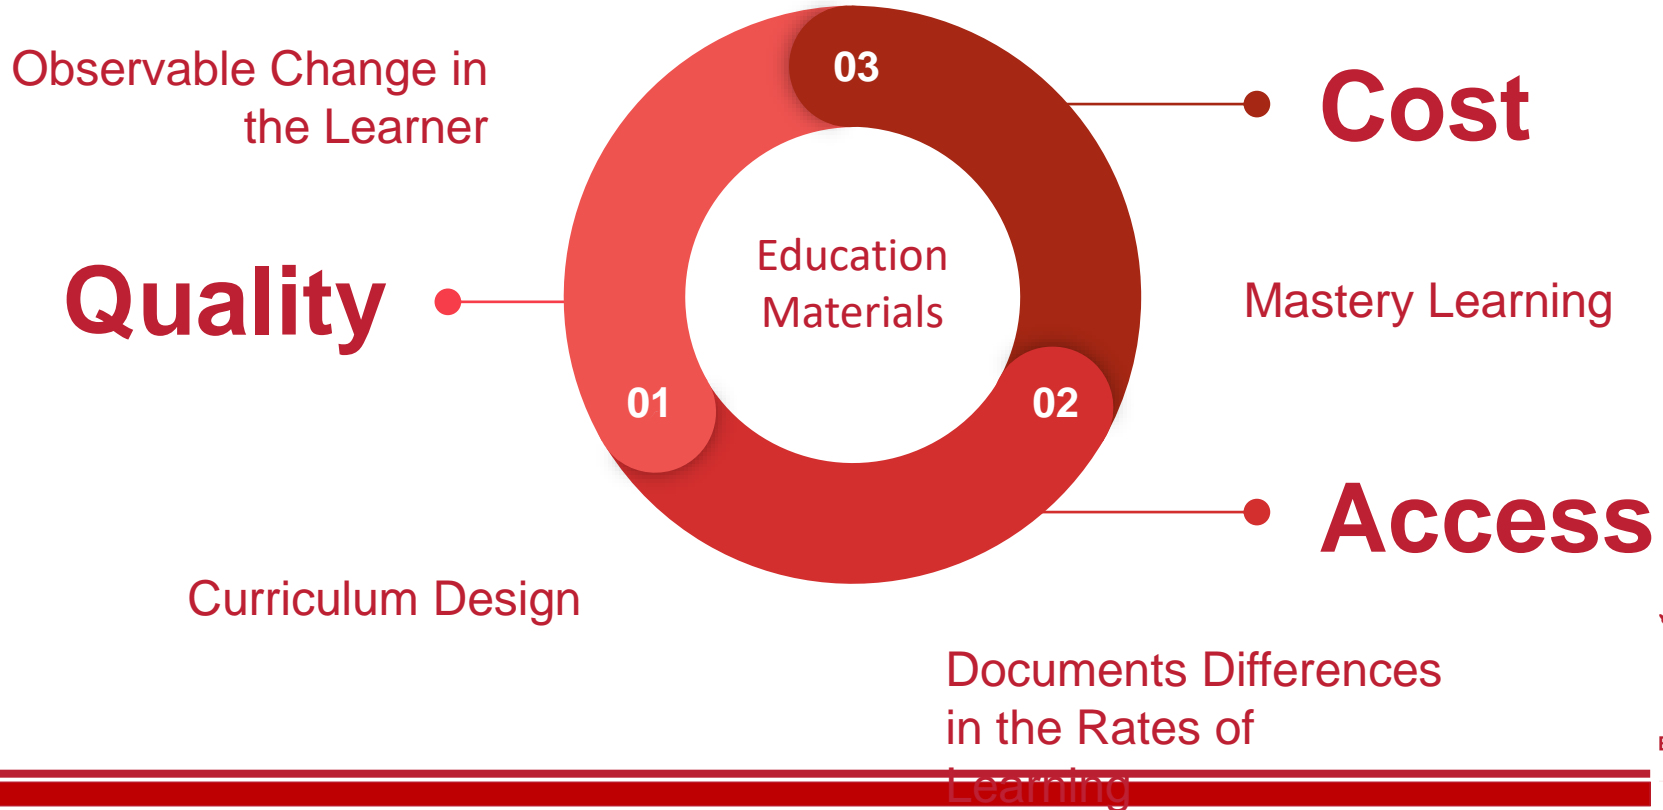 Observable Change in
the Learner
03
Cost
Education
Materials
Quality
Mastery Learning
01
02
Access
Curriculum Design
Documents Differences
in the Rates of
Learning